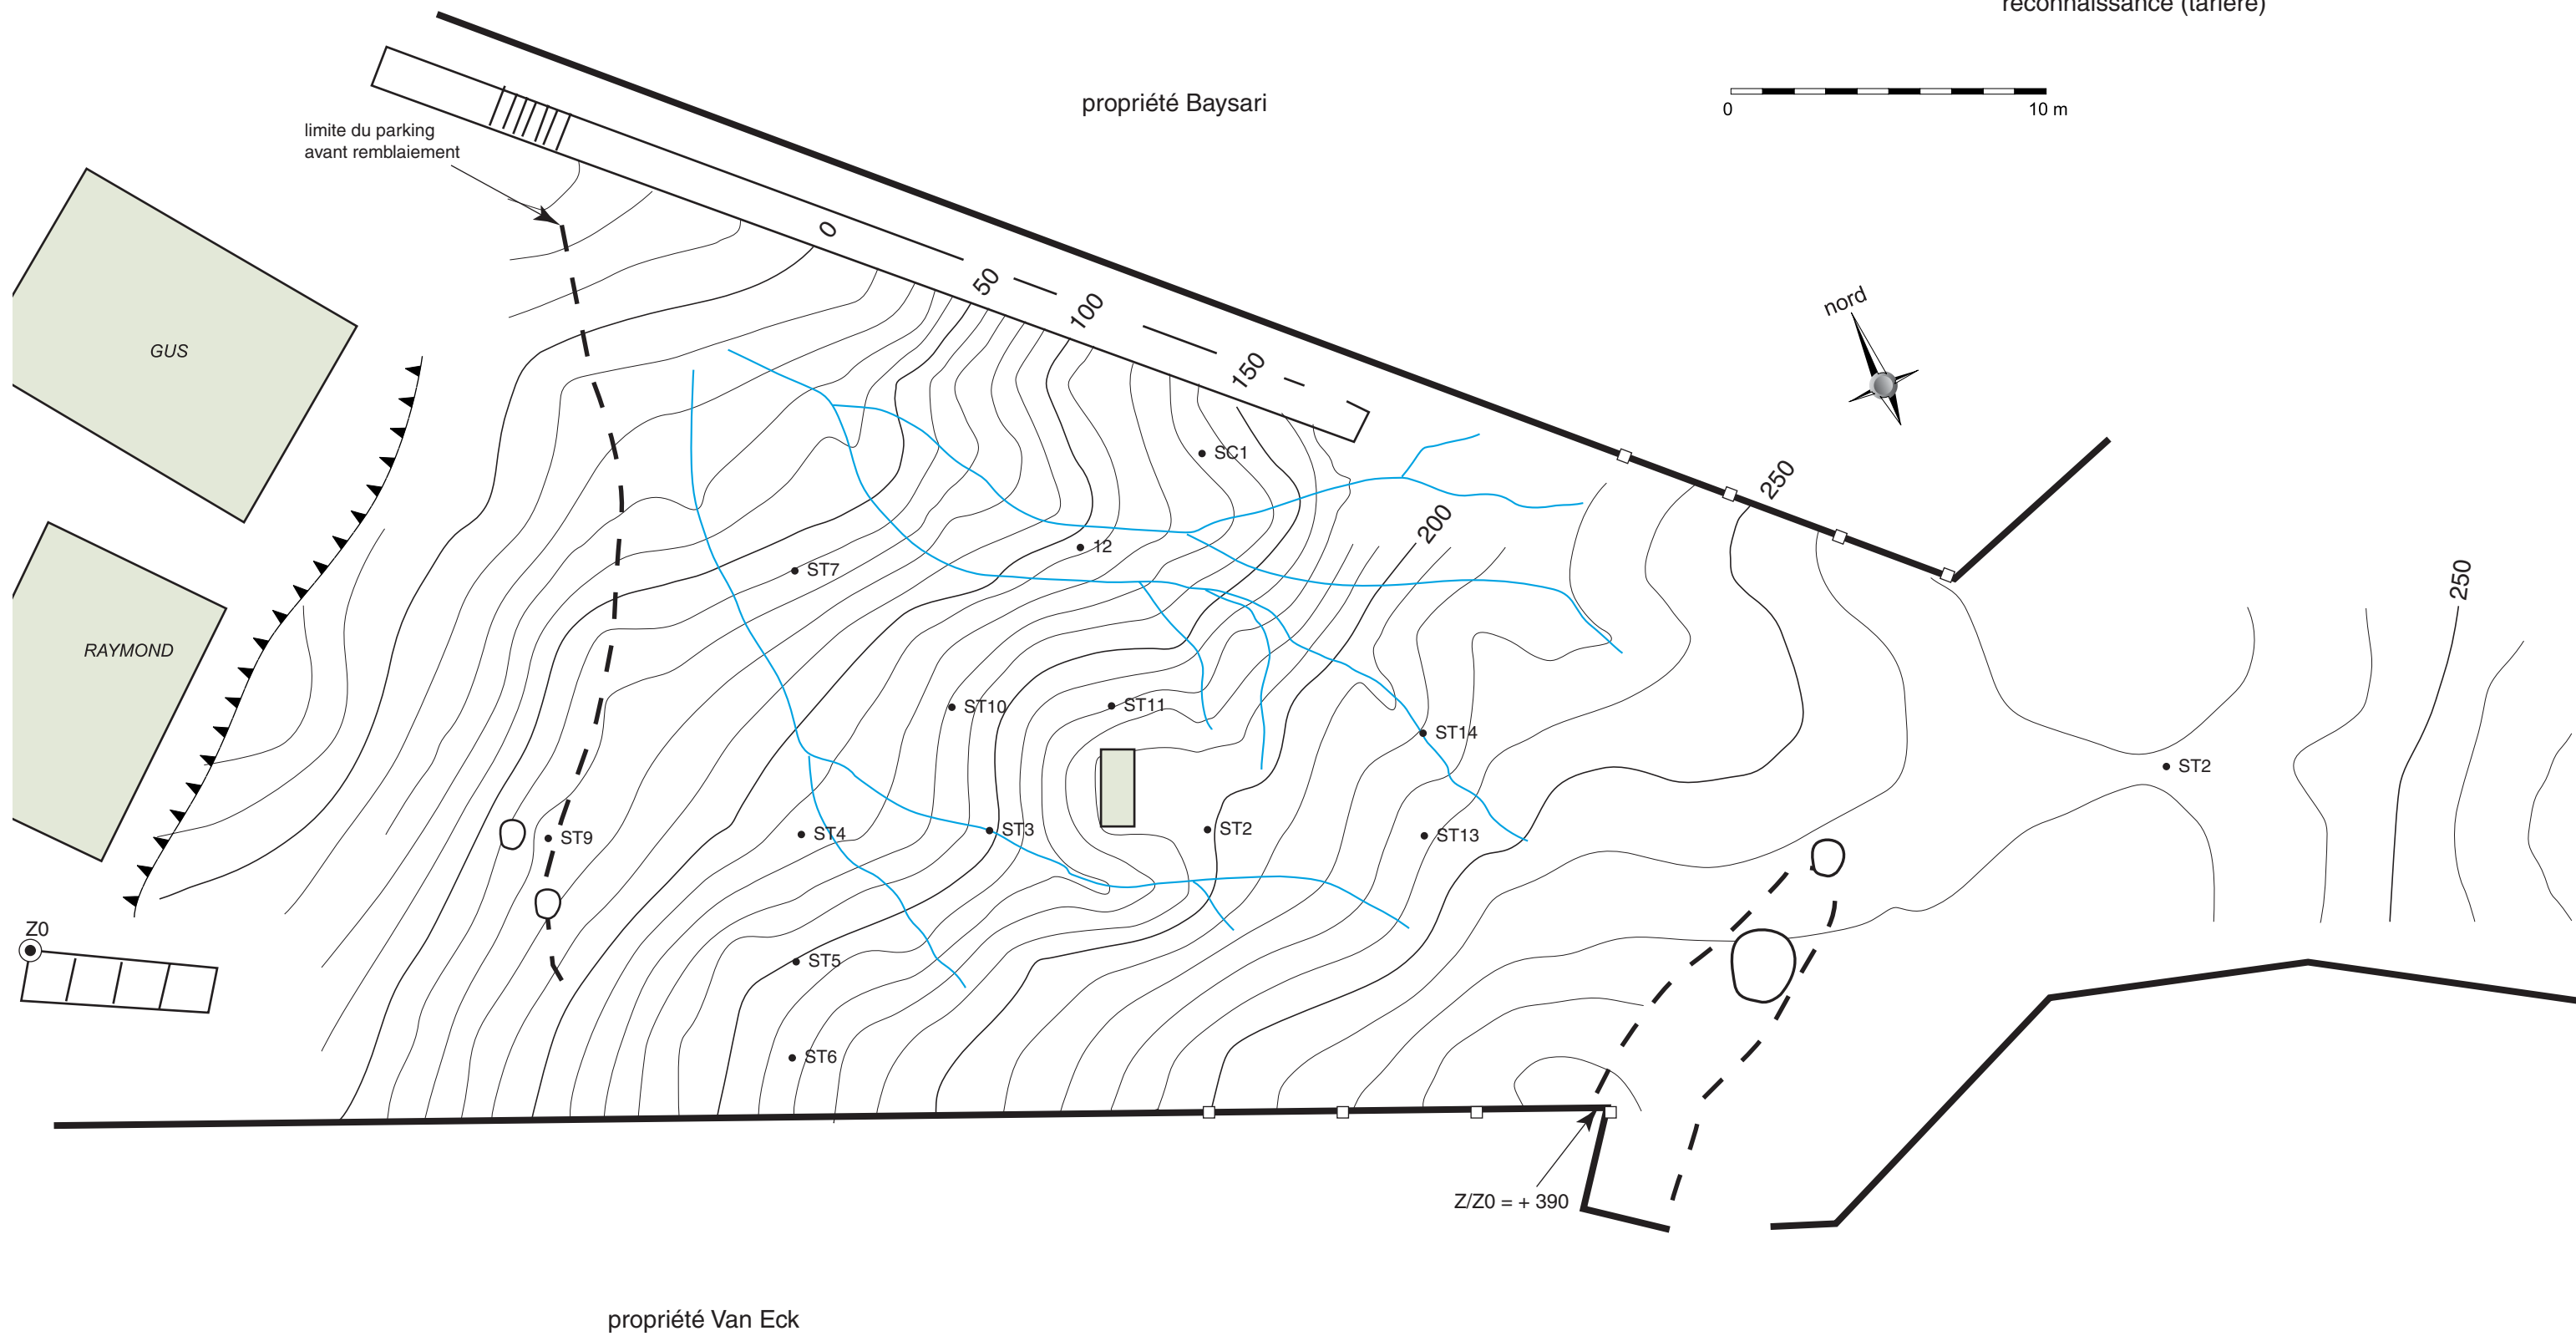 reconnaissance (tarière)
propriété Baysari
0
10 m
limite du parking
avant remblaiement
0
50
100
150
nord
GUS
SC1
250
200
12
ST7
250
RAYMOND
ST10
ST11
ST14
ST2
ST9
ST4
ST3
ST2
ST13
Z0
ST5
ST6
Z/Z0 = + 390
propriété Van Eck